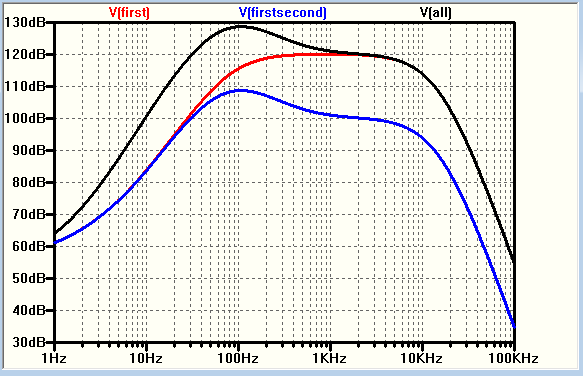 V(first) V(firstsecond) V(all)
130dB
120dB
110dB
100dB
90dB
80dB
70dB
60dB
50dB
40dB
30dB
1Hz 10Hz 100Hz 1KHz 10KHz 100KHz